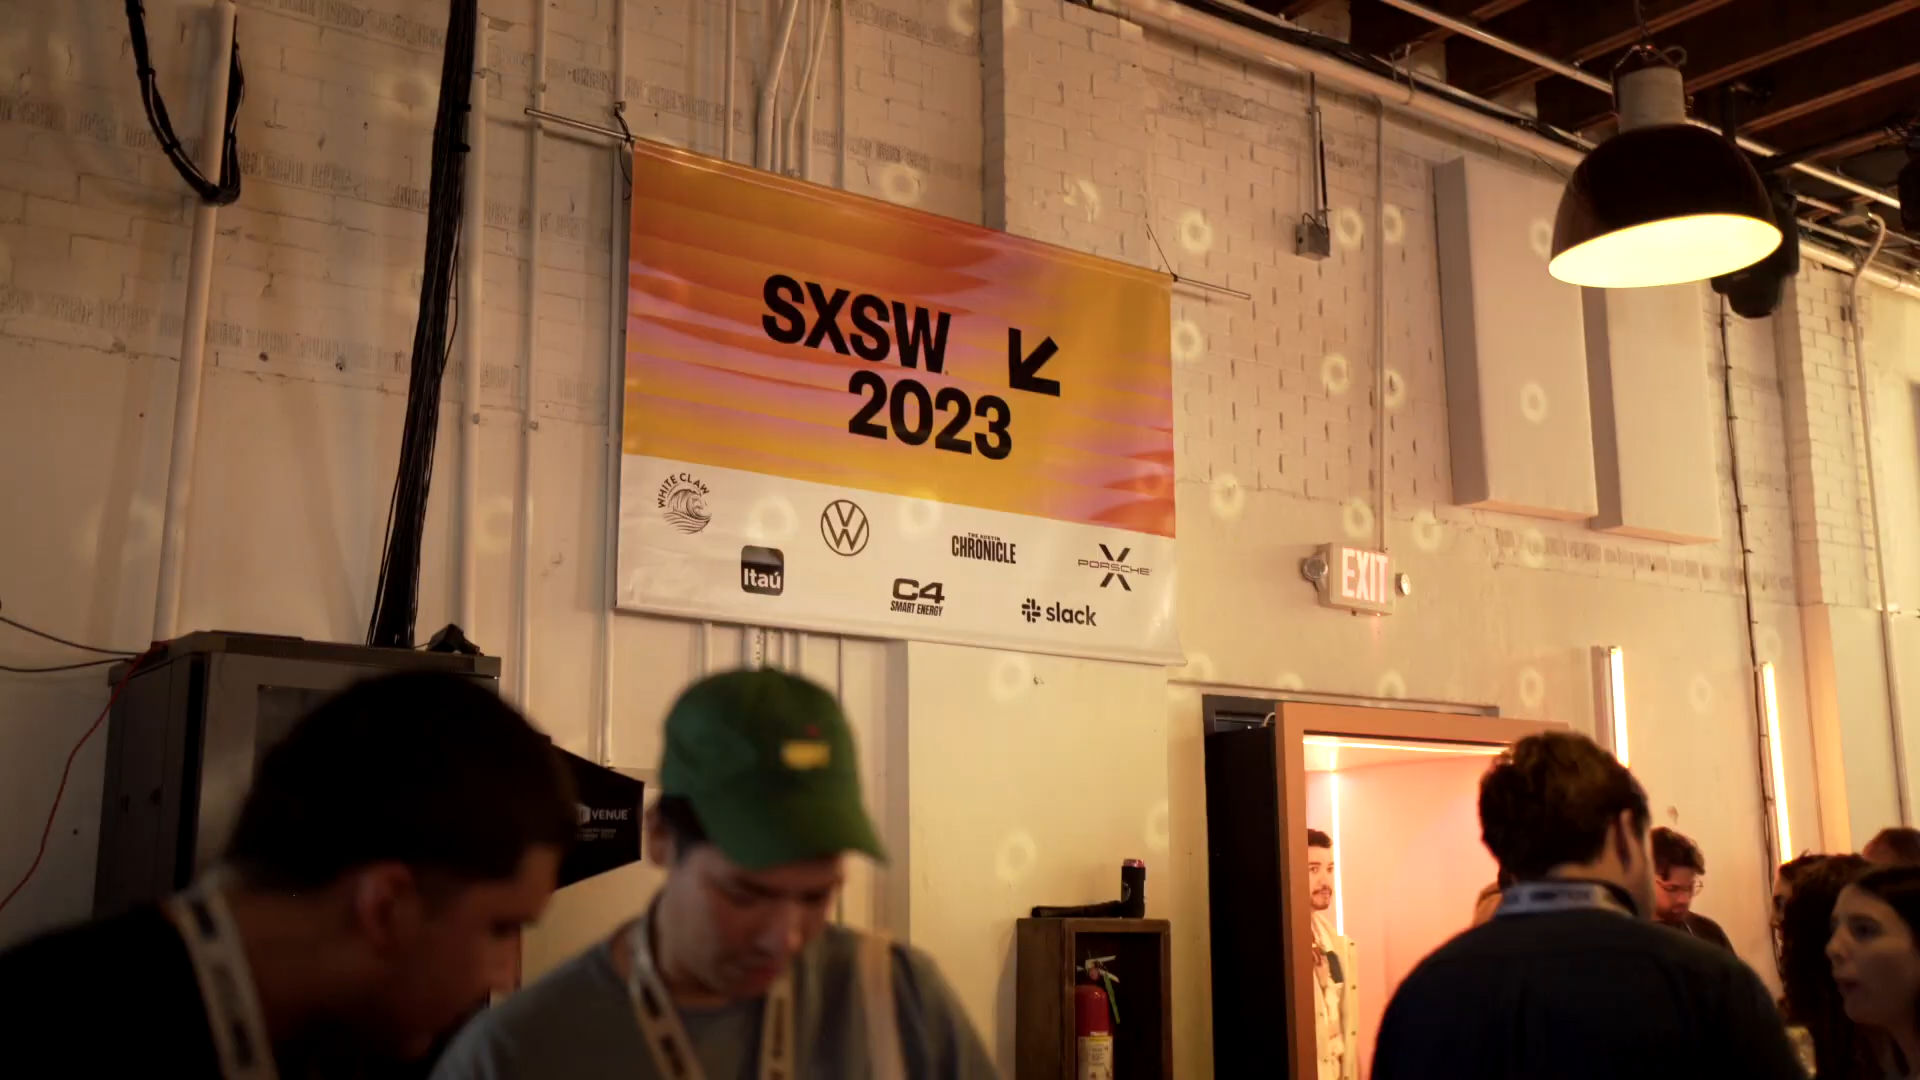 SXSW
2023
WHITE CLAW
Itaú
THE AUSTIN
CHRONICLE
PORSCHE
C4
SMART ENERGY
slack
EXIT
VENUE